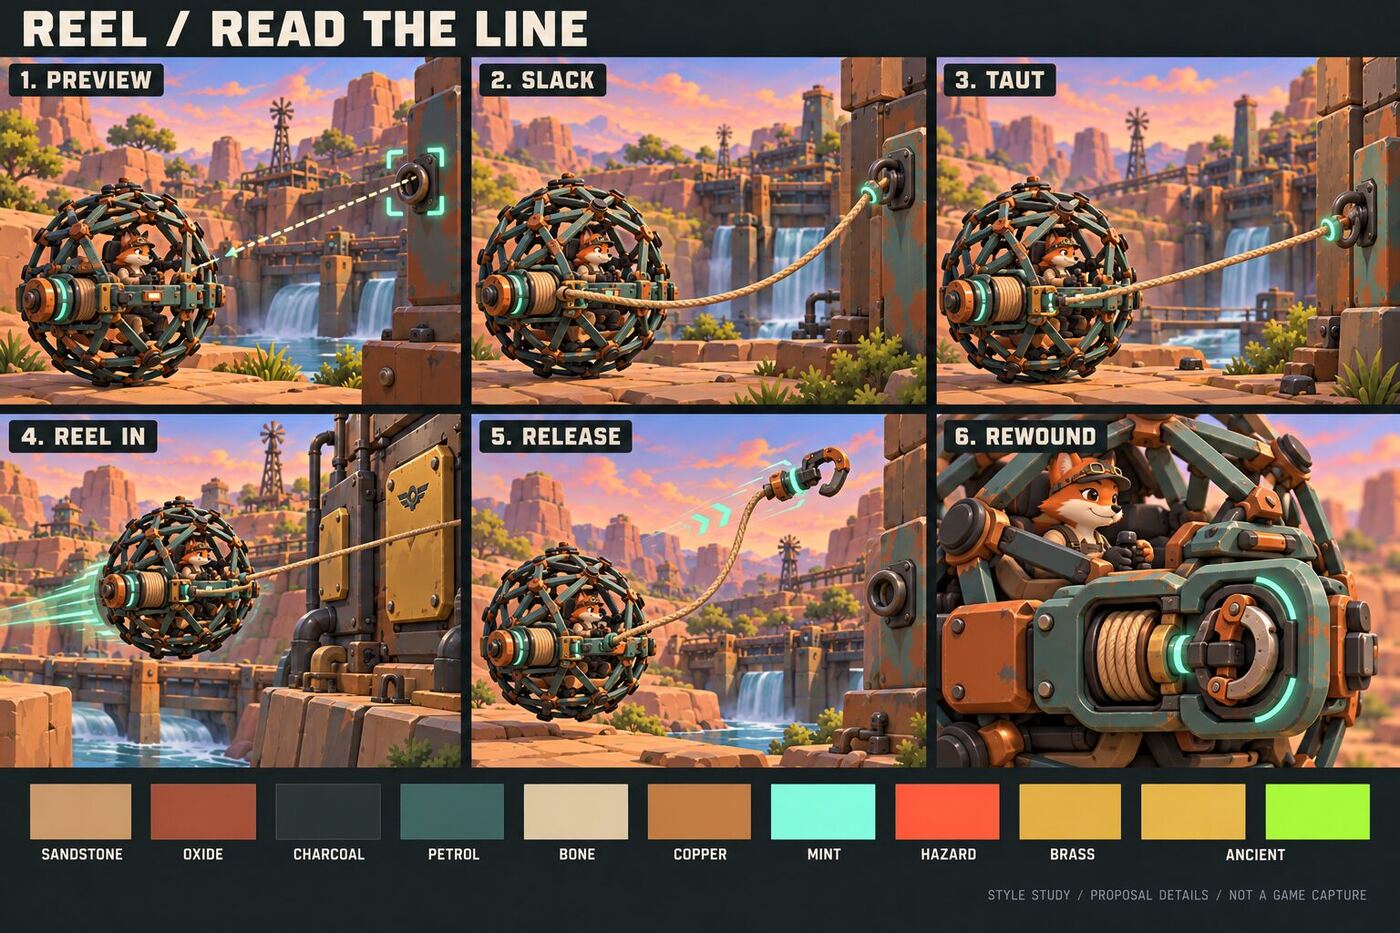 REEL / READ THE LINE
1. PREVIEW
2. SLACK
3. TAUT
4. REEL IN
5. RELEASE
6. REWOUND
SANDSTONE
OXIDE
CHARCOAL
PETROL
BONE
COPPER
MINT
HAZARD
BRASS
ANCIENT
STYLE STUDY / PROPOSAL DETAILS / NOT A GAME CAPTURE